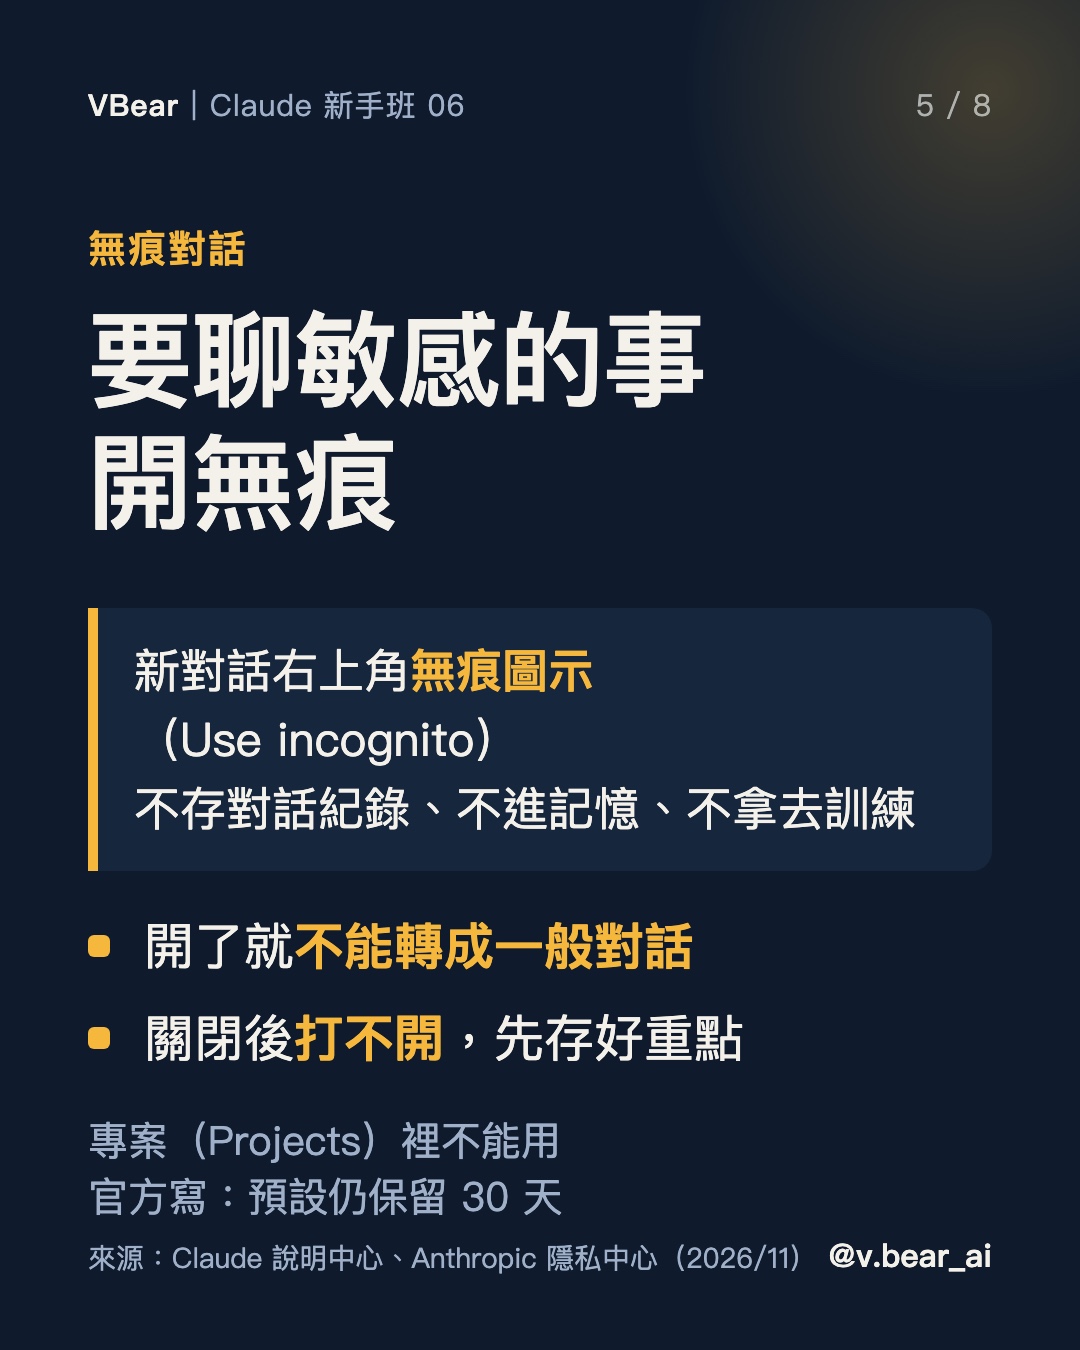 VBear | Claude 新手班 06
5 / 8
無痕對話
要聊敏感的事
開無痕
新對話右上角無痕圖示
（Use incognito）
不存對話紀錄、不進記憶、不拿去訓練
開了就不能轉成一般對話
關閉後打不開，先存好重點
專案（Projects）裡不能用
官方寫：預設仍保留 30 天
來源：Claude 說明中心、Anthropic 隱私中心（2026/11）
@v.bear_ai